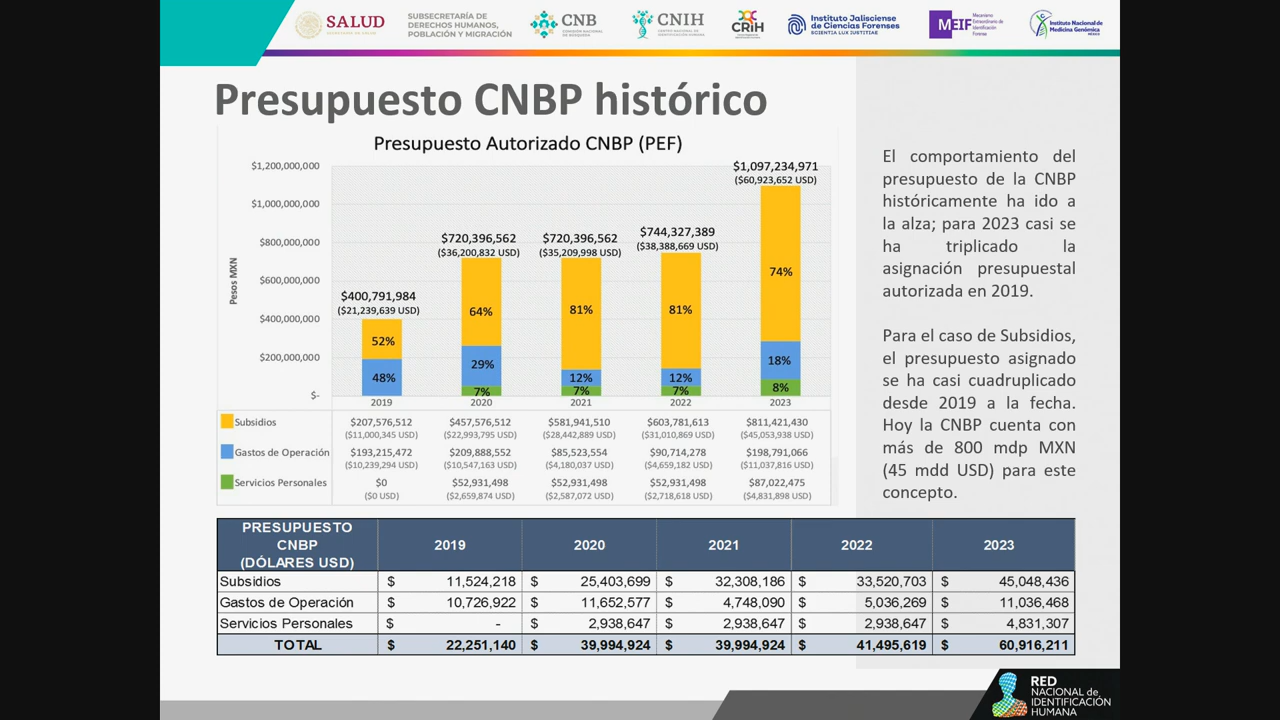 SALUD
SECRETARÍA DE SALUD
SUBSECRETARÍA DE
DERECHOS HUMANOS,
POBLACIÓN Y MIGRACIÓN
CNB
COMISIÓN NACIONAL
DE BÚSQUEDA
CNIH
CENTRO NACIONAL DE
IDENTIFICACIÓN HUMANA
CRIH
Instituto Jalisciense
de Ciencias Forenses
SCIENTIA LUX IUSTITIAE
MEIF
Mecanismo
Extraordinario de
Identificación
Forense
Instituto Nacional de
Medicina Genómica
MÉXICO
Presupuesto CNBP histórico
Presupuesto Autorizado CNBP (PEF)
Pesos MXN
$1,200,000,000
$1,000,000,000
$800,000,000
$600,000,000
$400,000,000
$200,000,000
$-
$400,791,984
($21,239,639 USD)
52%
48%
$720,396,562
($36,200,832 USD)
64%
29%
7%
$720,396,562
($35,209,998 USD)
81%
12%
7%
$744,327,389
($38,388,669 USD)
81%
12%
7%
$1,097,234,971
($60,923,652 USD)
74%
18%
8%
2019 2020 2021 2022 2023
Subsidios $207,576,512 $457,576,512 $581,941,510 $603,781,613 $811,421,430
($11,000,345 USD) ($22,993,795 USD) ($28,442,889 USD) ($31,010,869 USD) ($45,053,938 USD)
Gastos de Operación $193,215,472 $209,888,552 $85,523,554 $90,714,278 $198,791,066
($10,239,294 USD) ($10,547,163 USD) ($4,180,037 USD) ($4,659,182 USD) ($11,037,816 USD)
Servicios Personales $0 $52,931,498 $52,931,498 $52,931,498 $87,022,475
($0 USD) ($2,659,874 USD) ($2,587,072 USD) ($2,718,618 USD) ($4,831,898 USD)
El comportamiento del
presupuesto de la CNBP
históricamente ha ido a
la alza; para 2023 casi se
ha triplicado la
asignación presupuestal
autorizada en 2019.
Para el caso de Subsidios,
el presupuesto asignado
se ha casi cuadruplicado
desde 2019 a la fecha.
Hoy la CNBP cuenta con
más de 800 mdp MXN
(45 mdd USD) para este
concepto.
PRESUPUESTO
CNBP
(DÓLARES USD)
2019 2020 2021 2022 2023
Subsidios $ 11,524,218 $ 25,403,699 $ 32,308,186 $ 33,520,703 $ 45,048,436
Gastos de Operación $ 10,726,922 $ 11,652,577 $ 4,748,090 $ 5,036,269 $ 11,036,468
Servicios Personales $ - $ 2,938,647 $ 2,938,647 $ 2,938,647 $ 4,831,307
TOTAL $ 22,251,140 $ 39,994,924 $ 39,994,924 $ 41,495,619 $ 60,916,211
RED
NACIONAL de
IDENTIFICACIÓN
HUMANA